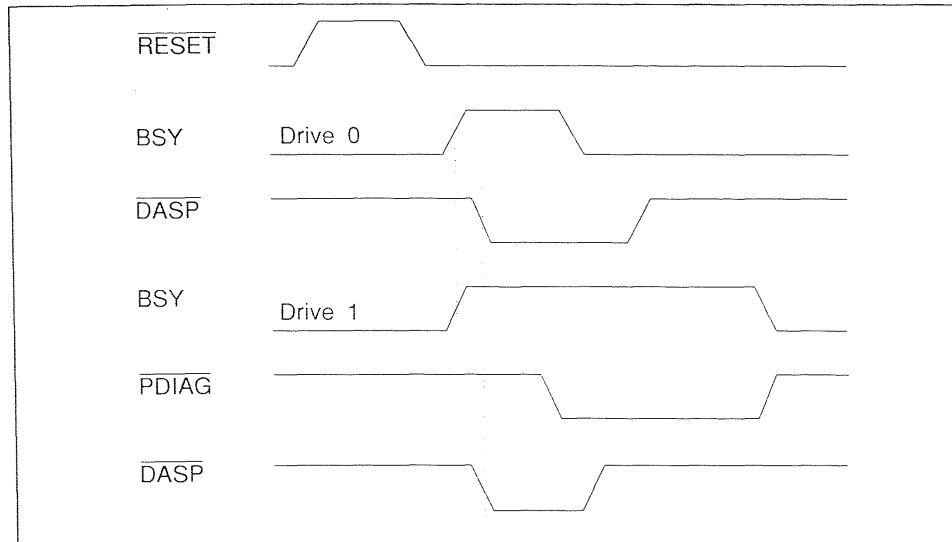 RESET
BSY Drive 0
DASP
BSY Drive 1
PDIAG
DASP